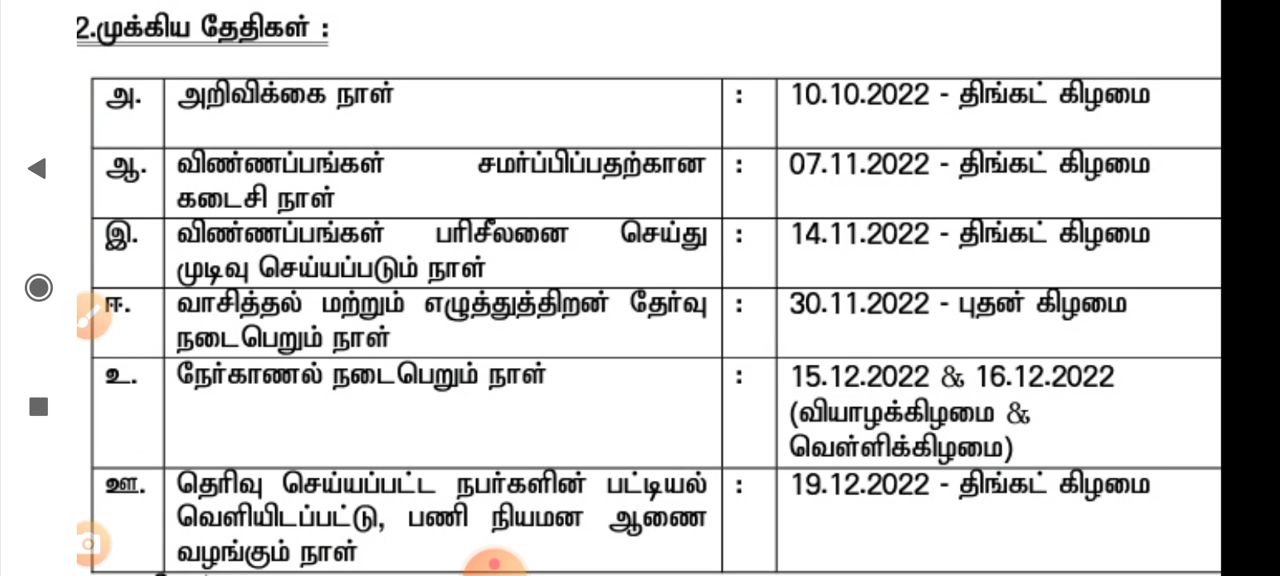 2.முக்கிய தேதிகள் :
அ. அறிவிக்கை நாள் : 10.10.2022 - திங்கட் கிழமை
ஆ. விண்ணப்பங்கள் சமர்ப்பிப்பதற்கான : 07.11.2022 - திங்கட் கிழமை
கடைசி நாள்
இ. விண்ணப்பங்கள் பரிசீலனை செய்து : 14.11.2022 - திங்கட் கிழமை
முடிவு செய்யப்படும் நாள்
ஈ. வாசித்தல் மற்றும் எழுத்துத்திறன் தேர்வு : 30.11.2022 - புதன் கிழமை
நடைபெறும் நாள்
உ. நேர்காணல் நடைபெறும் நாள் : 15.12.2022 & 16.12.2022
(வியாழக்கிழமை &
வெள்ளிக்கிழமை)
ஊ. தெரிவு செய்யப்பட்ட நபர்களின் பட்டியல் : 19.12.2022 - திங்கட் கிழமை
வெளியிடப்பட்டு, பணி நியமன ஆணை
வழங்கும் நாள்